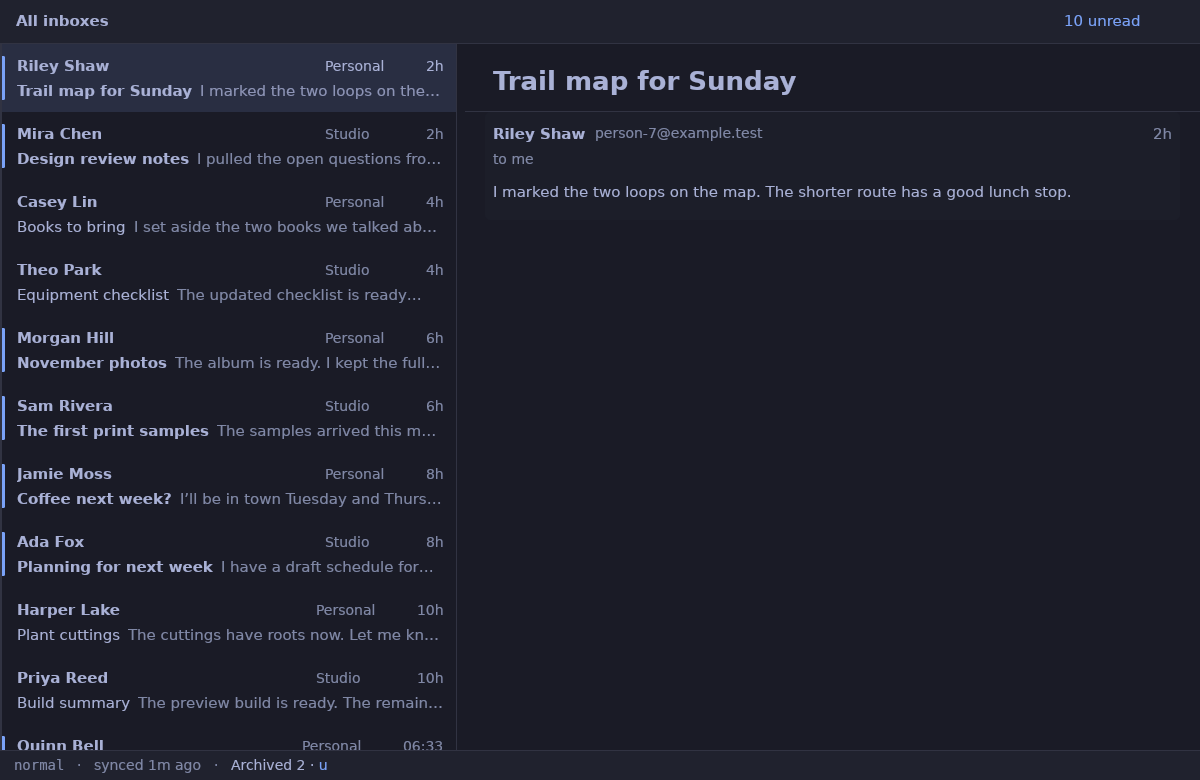 All inboxes 10 unread
Riley Shaw Personal 2h
Trail map for Sunday I marked the two loops on the…
Mira Chen Studio 2h
Design review notes I pulled the open questions fro…
Casey Lin Personal 4h
Books to bring I set aside the two books we talked ab…
Theo Park Studio 4h
Equipment checklist The updated checklist is ready…
Morgan Hill Personal 6h
November photos The album is ready. I kept the full…
Sam Rivera Studio 6h
The first print samples The samples arrived this m…
Jamie Moss Personal 8h
Coffee next week? I’ll be in town Tuesday and Thurs…
Ada Fox Studio 8h
Planning for next week I have a draft schedule for…
Harper Lake Personal 10h
Plant cuttings The cuttings have roots now. Let me kn…
Priya Reed Studio 10h
Build summary The preview build is ready. The remain…
Quinn Bell Personal 06:33
Trail map for Sunday
Riley Shaw person-7@example.test 2h
to me
I marked the two loops on the map. The shorter route has a good lunch stop.
normal · synced 1m ago · Archived 2 · u